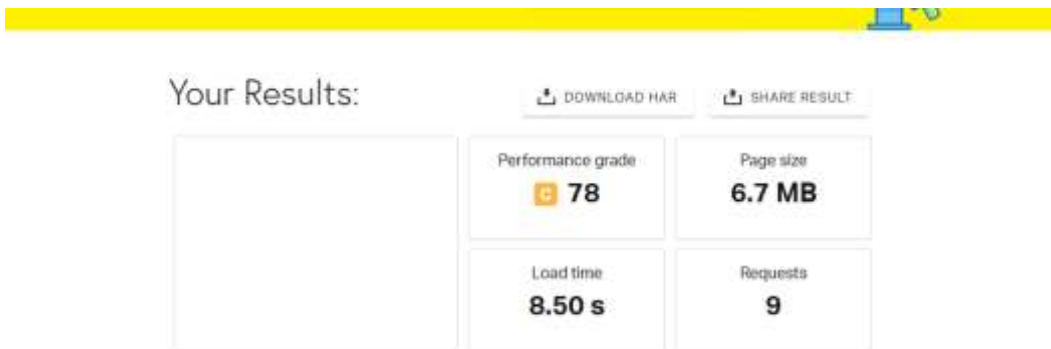 Your Results:
DOWNLOAD HAR
SHARE RESULT
Performance grade
C 78
Page size
6.7 MB
Load time
8.50 s
Requests
9